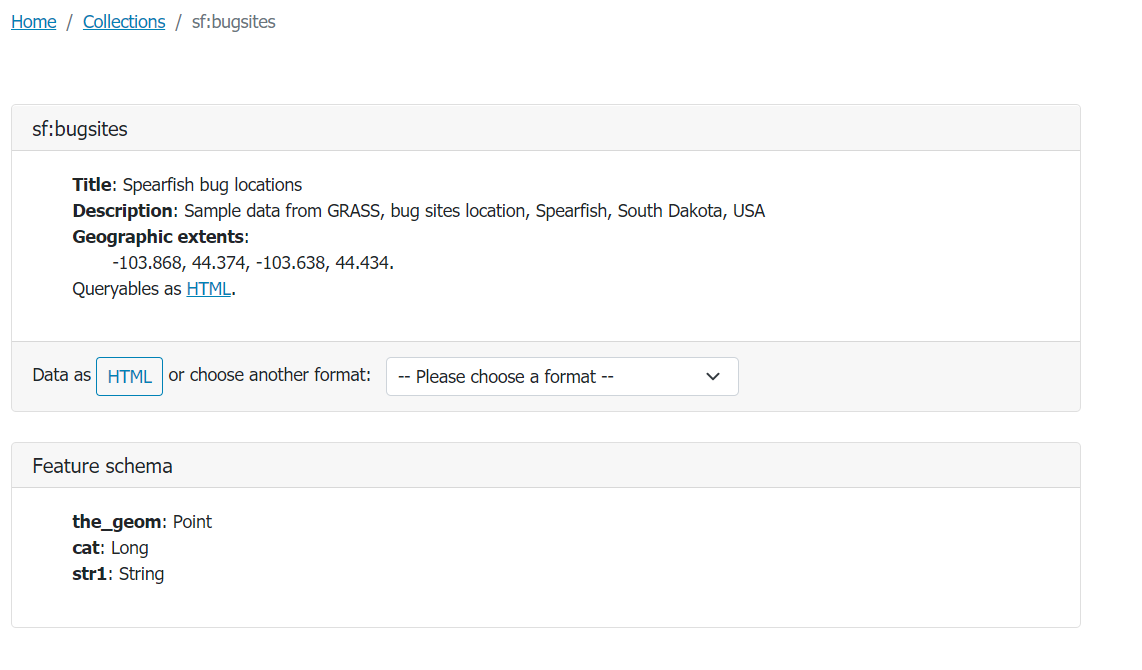 Home / Collections / sf:bugsites
sf:bugsites
Title: Spearfish bug locations
Description: Sample data from GRASS, bug sites location, Spearfish, South Dakota, USA
Geographic extents:
-103.868, 44.374, -103.638, 44.434.
Queryables as HTML.
Data as HTML or choose another format: -- Please choose a format --
Feature schema
the_geom: Point
cat: Long
str1: String